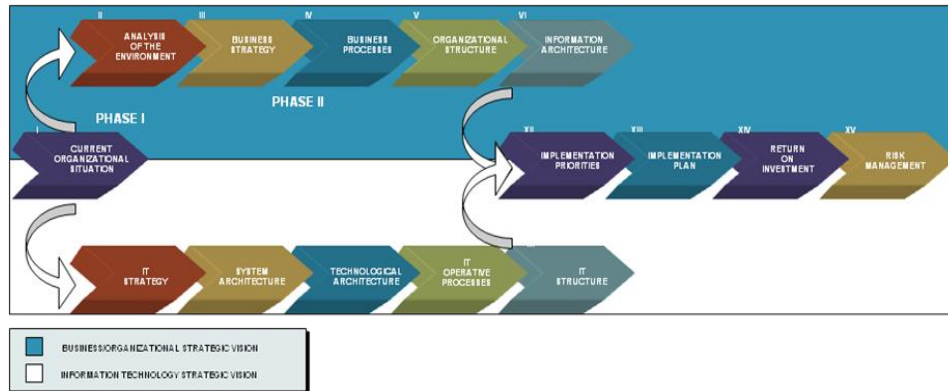 II
ANALYSIS
OF THE
ENVIRONMENT
III
BUSINESS
STRATEGY
IV
BUSINESS
PROCESSES
V
ORGANIZATIONAL
STRUCTURE
VI
INFORMATION
ARCHITECTURE
PHASE I
PHASE II
I
CURRENT
ORGANIZATIONAL
SITUATION
XII
IMPLEMENTATION
PRIORITIES
XIII
IMPLEMENTATION
PLAN
XIV
RETURN
ON
INVESTMENT
XV
RISK
MANAGEMENT
IT
STRATEGY
SYSTEM
ARCHITECTURE
TECHNOLOGICAL
ARCHITECTURE
IT
OPERATIVE
PROCESSES
IT
STRUCTURE
BUSINESS/ORGANIZATIONAL STRATEGIC VISION
INFORMATION TECHNOLOGY STRATEGIC VISION